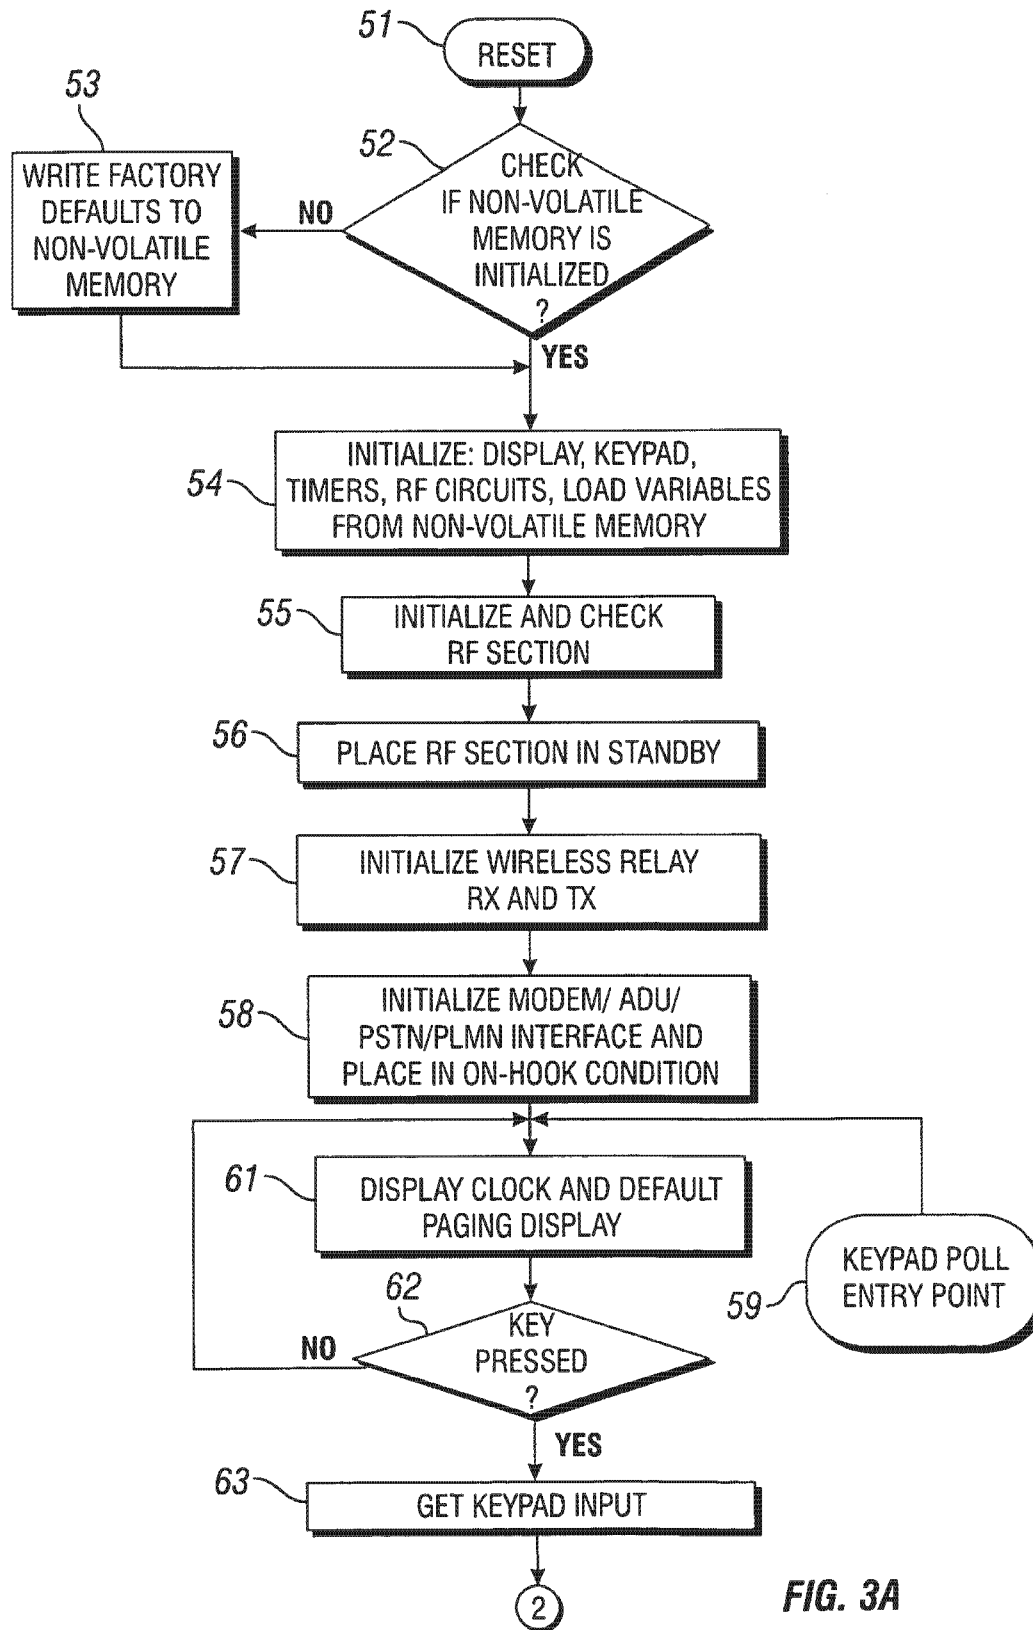 51
RESET
53
WRITE FACTORY
DEFAULTS TO
NON-VOLATILE
MEMORY
NO
52
CHECK
IF NON-VOLATILE
MEMORY IS
INITIALIZED
?
YES
54
INITIALIZE: DISPLAY, KEYPAD,
TIMERS, RF CIRCUITS, LOAD VARIABLES
FROM NON-VOLATILE MEMORY
55
INITIALIZE AND CHECK
RF SECTION
56
PLACE RF SECTION IN STANDBY
57
INITIALIZE WIRELESS RELAY
RX AND TX
58
INITIALIZE MODEM/ ADU/
PSTN/PLMN INTERFACE AND
PLACE IN ON-HOOK CONDITION
61
DISPLAY CLOCK AND DEFAULT
PAGING DISPLAY
59
KEYPAD POLL
ENTRY POINT
62
KEY
PRESSED
?
NO
YES
63
GET KEYPAD INPUT
2
FIG. 3A